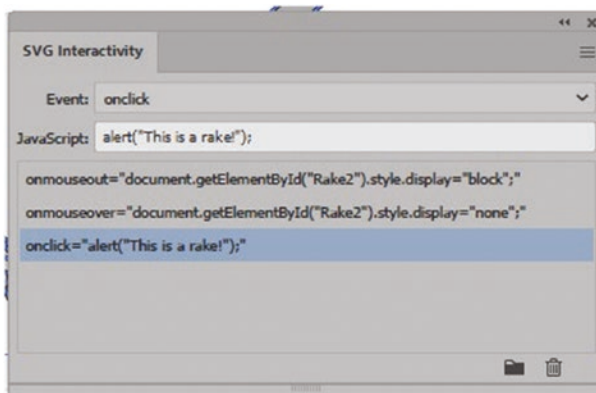 SVG Interactivity
Event: onclick
JavaScript: alert("This is a rake!");
onmouseout="document.getElementById("Rake2").style.display="block";"
onmouseover="document.getElementById("Rake2").style.display="none";"
onclick="alert("This is a rake!");"